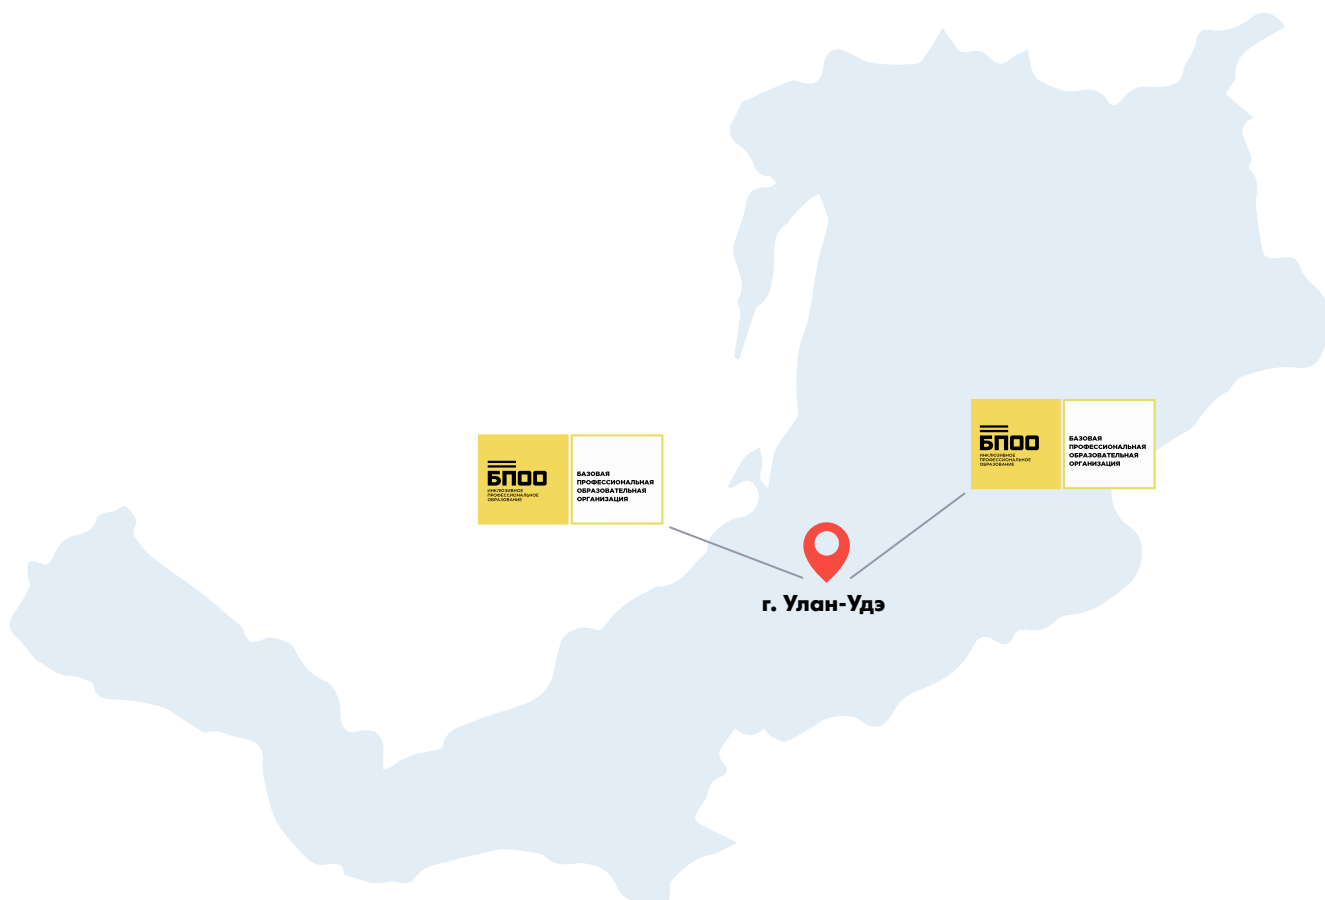 БПОО
ИНКЛЮЗИВНОЕ
ПРОФЕССИОНАЛЬНОЕ
ОБРАЗОВАНИЕ
БАЗОВАЯ
ПРОФЕССИОНАЛЬНАЯ
ОБРАЗОВАТЕЛЬНАЯ
ОРГАНИЗАЦИЯ
БПОО
ИНКЛЮЗИВНОЕ
ПРОФЕССИОНАЛЬНОЕ
ОБРАЗОВАНИЕ
БАЗОВАЯ
ПРОФЕССИОНАЛЬНАЯ
ОБРАЗОВАТЕЛЬНАЯ
ОРГАНИЗАЦИЯ
г. Улан-Удэ